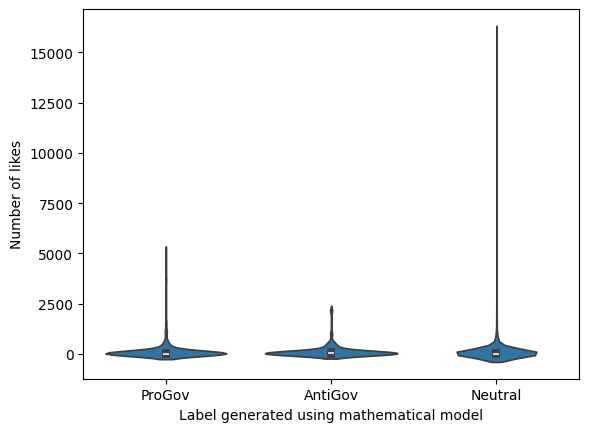 15000
12500
10000
7500
5000
2500
0
Number of likes
ProGov
AntiGov
Neutral
Label generated using mathematical model